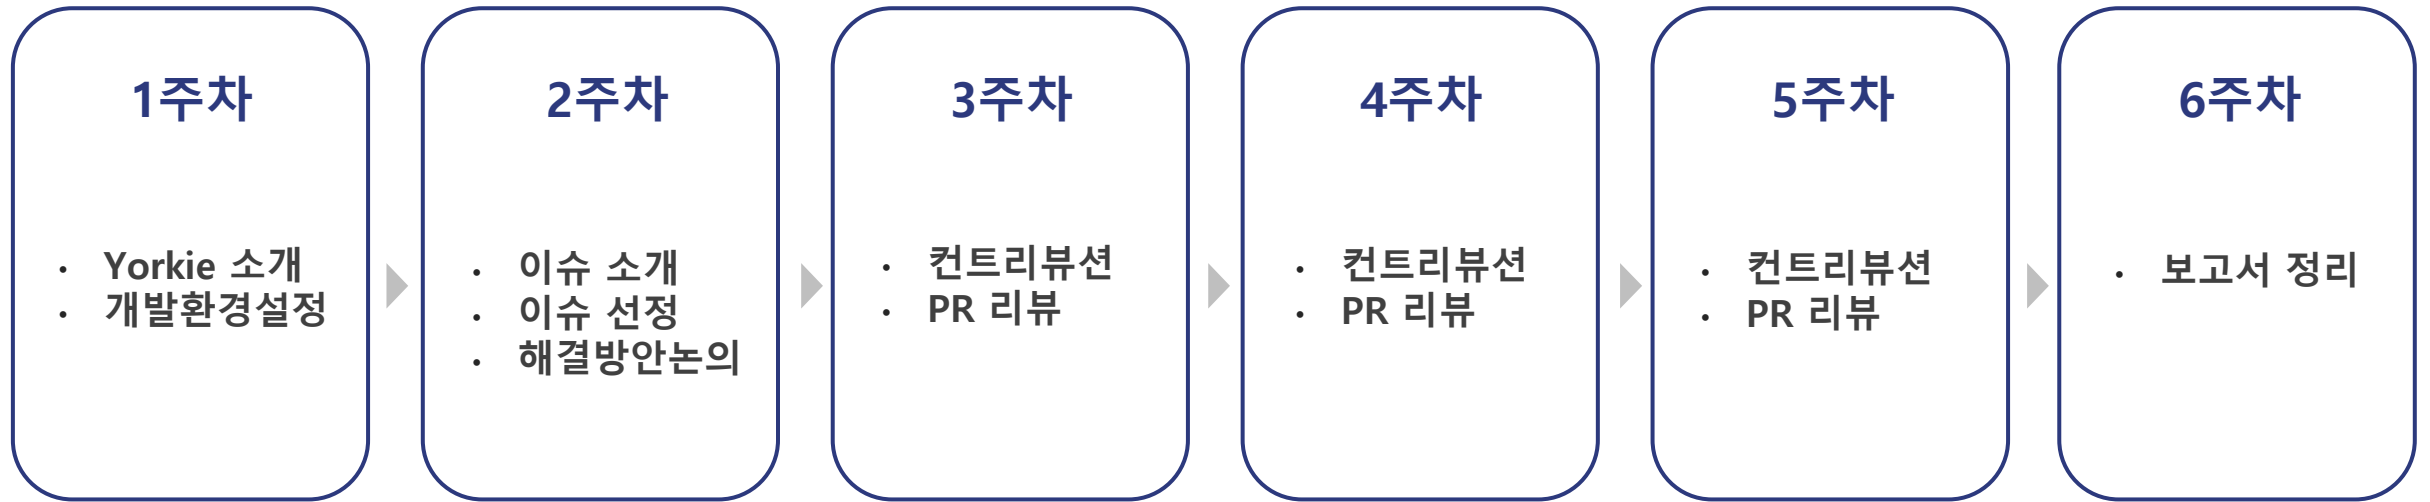 1주차
• Yorkie 소개
• 개발환경설정
2주차
• 이슈 소개
• 이슈 선정
• 해결방안논의
3주차
• 컨트리뷰션
• PR 리뷰
4주차
• 컨트리뷰션
• PR 리뷰
5주차
• 컨트리뷰션
• PR 리뷰
6주차
• 보고서 정리